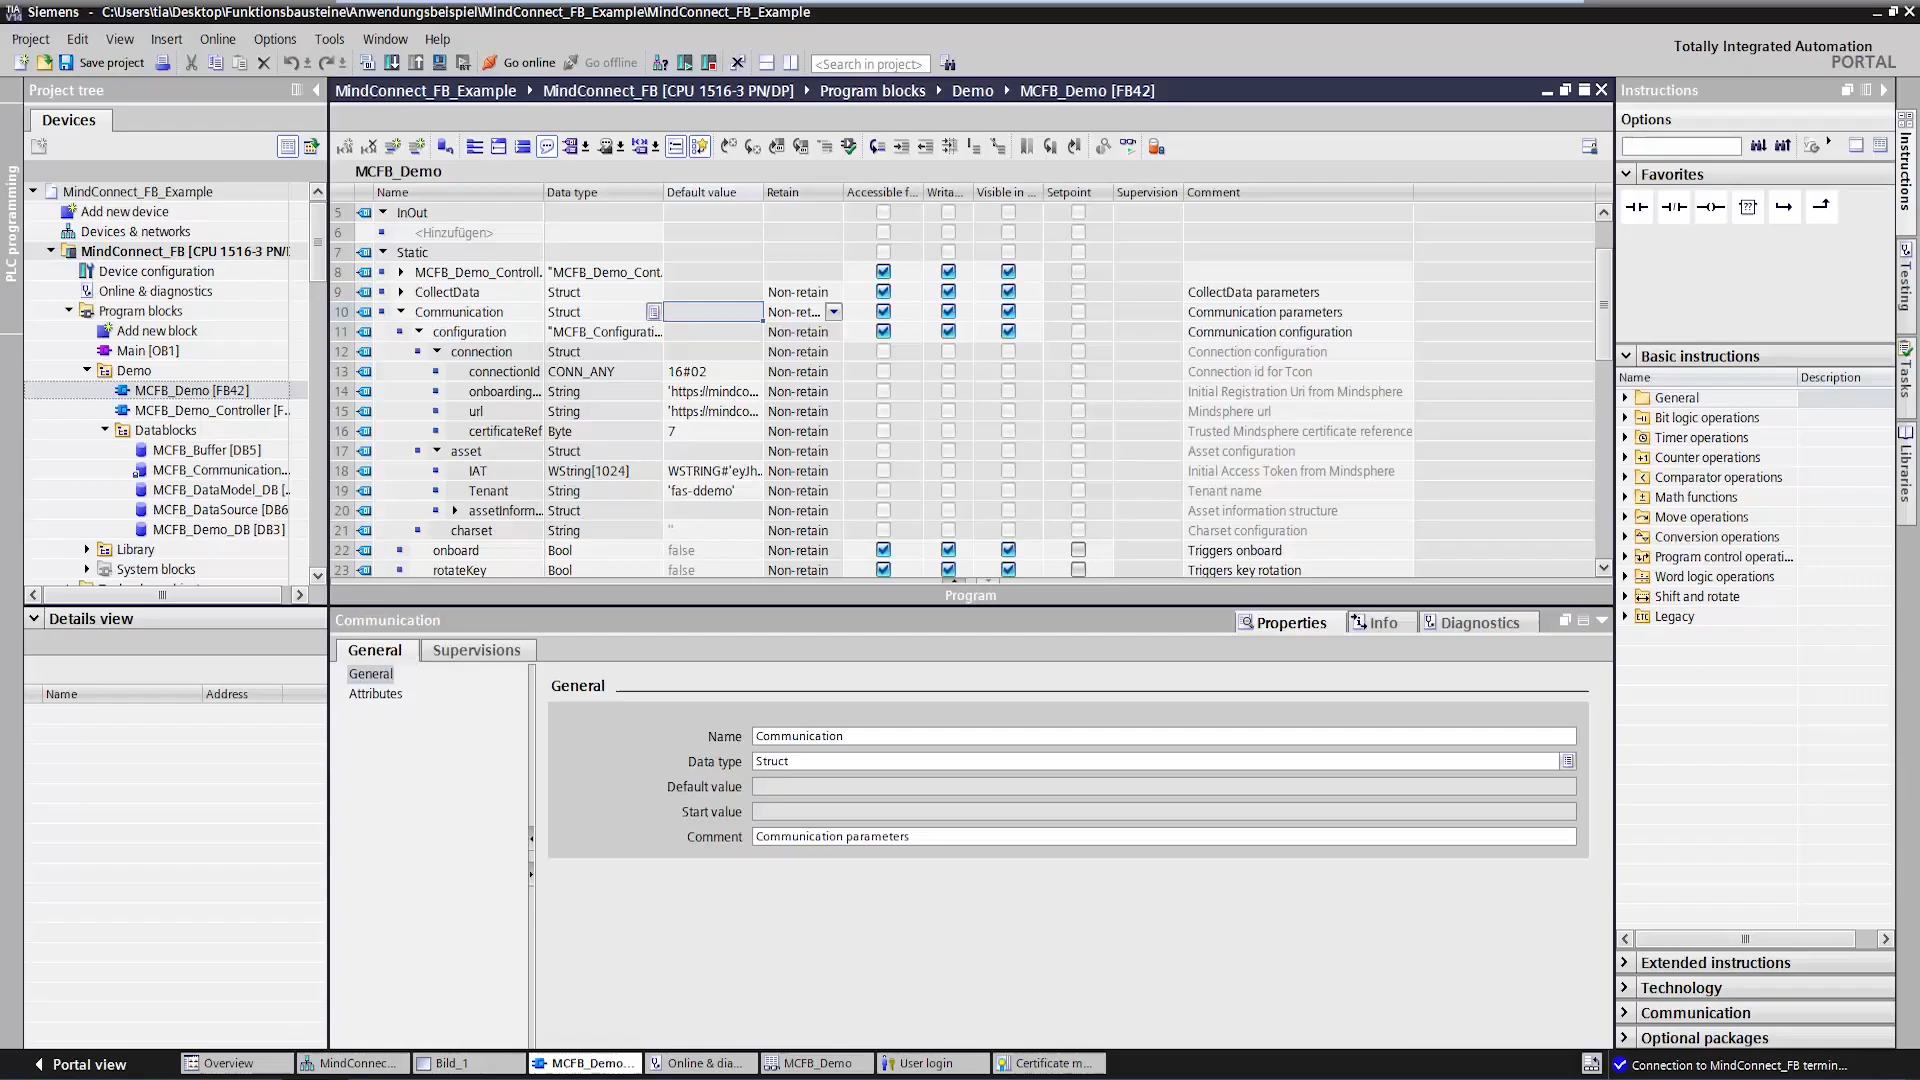 Siemens - C:\Users\tia\Desktop\Funktionsbausteine\Anwendungsbeispiel\MindConnect_FB_Example\MindConnect_FB_Example
Project Edit View Insert Online Options Tools Window Help
Totally Integrated Automation
PORTAL
Save project
Go online
Go offline
<Search in project>
Project tree
MindConnect_FB_Example MindConnect_FB [CPU 1516-3 PN/DP] Program blocks Demo MCFB_Demo [FB42]
Instructions
Devices
Options
PLC programming
MCFB_Demo
Name Data type Default value Retain Accessible f... Writa... Visible in ... Setpoint Supervision Comment
5 InOut
6 <Hinzufügen>
7 Static
8 MCFB_Demo_Controll. "MCFB_Demo_Cont.
9 CollectData Struct Non-retain CollectData parameters
10 Communication Struct Non-ret... Communication parameters
11 configuration "MCFB_Configurati... Non-retain Communication configuration
12 connection Struct Non-retain Connection configuration
13 connectionId CONN_ANY 16#02 Non-retain Connection id for Tcon
14 onboarding... String 'https://mindco... Non-retain Initial Registration Uri from Mindsphere
15 url String 'https://mindco... Non-retain Mindsphere url
16 certificateRef Byte 7 Non-retain Trusted Mindsphere certificate reference
17 asset Struct Non-retain Asset configuration
18 IAT WString[1024] WSTRING#'eyJh.. Non-retain Initial Access Token from Mindsphere
19 Tenant String 'fas-ddemo' Non-retain Tenant name
20 assetInform.. Struct Non-retain Asset information structure
21 charset String '' Non-retain Charset configuration
22 onboard Bool false Non-retain Triggers onboard
23 rotateKey Bool false Non-retain Triggers key rotation
Program
MindConnect_FB_Example
Add new device
Devices & networks
MindConnect_FB [CPU 1516-3 PN/
Device configuration
Online & diagnostics
Program blocks
Add new block
Main [OB1]
Demo
MCFB_Demo [FB42]
MCFB_Demo_Controller [F..
Datablocks
MCFB_Buffer [DB5]
MCFB_Communication...
MCFB_DataModel_DB [..
MCFB_DataSource [DB6
MCFB_Demo_DB [DB3]
Library
System blocks
Details view
Name Address
Communication
Properties Info Diagnostics
General Supervisions
General
Attributes
General
Name Communication
Data type Struct
Default value
Start value
Comment Communication parameters
Favorites
Basic instructions
Name Description
General
Bit logic operations
Timer operations
Counter operations
Comparator operations
Math functions
Move operations
Conversion operations
Program control operati...
Word logic operations
Shift and rotate
Legacy
Extended instructions
Technology
Communication
Optional packages
Instructions
Testing
Tasks
Libraries
Portal view
Overview
MindConnec...
Bild_1
MCFB_Demo...
Online & dia...
MCFB_Demo
User login
Certificate m...
Connection to MindConnect_FB termin...